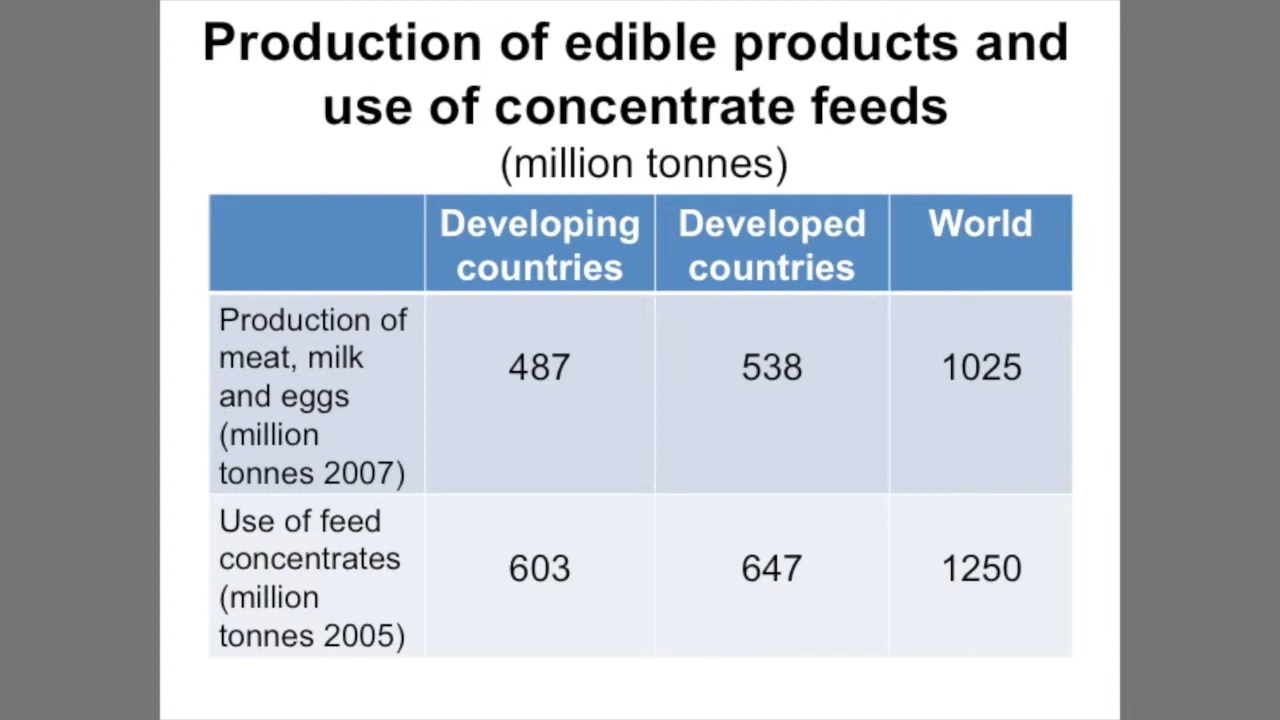 Production of edible products and
use of concentrate feeds
(million tonnes)
Developing
countries
Developed
countries
World
Production of
meat, milk
and eggs
(million
tonnes 2007)
487
538
1025
Use of feed
concentrates
(million
tonnes 2005)
603
647
1250